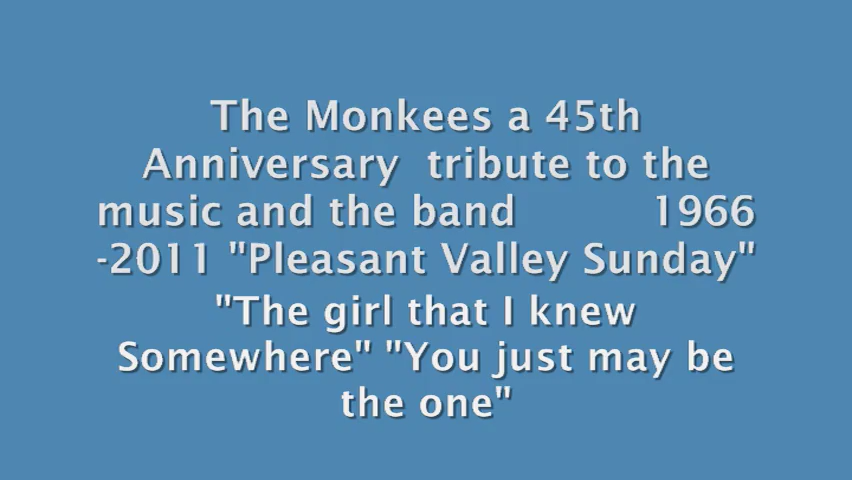 The Monkees a 45th
Anniversary  tribute to the
music and the band         1966
-2011 "Pleasant Valley Sunday"
"The girl that I knew
Somewhere" "You just may be
the one"